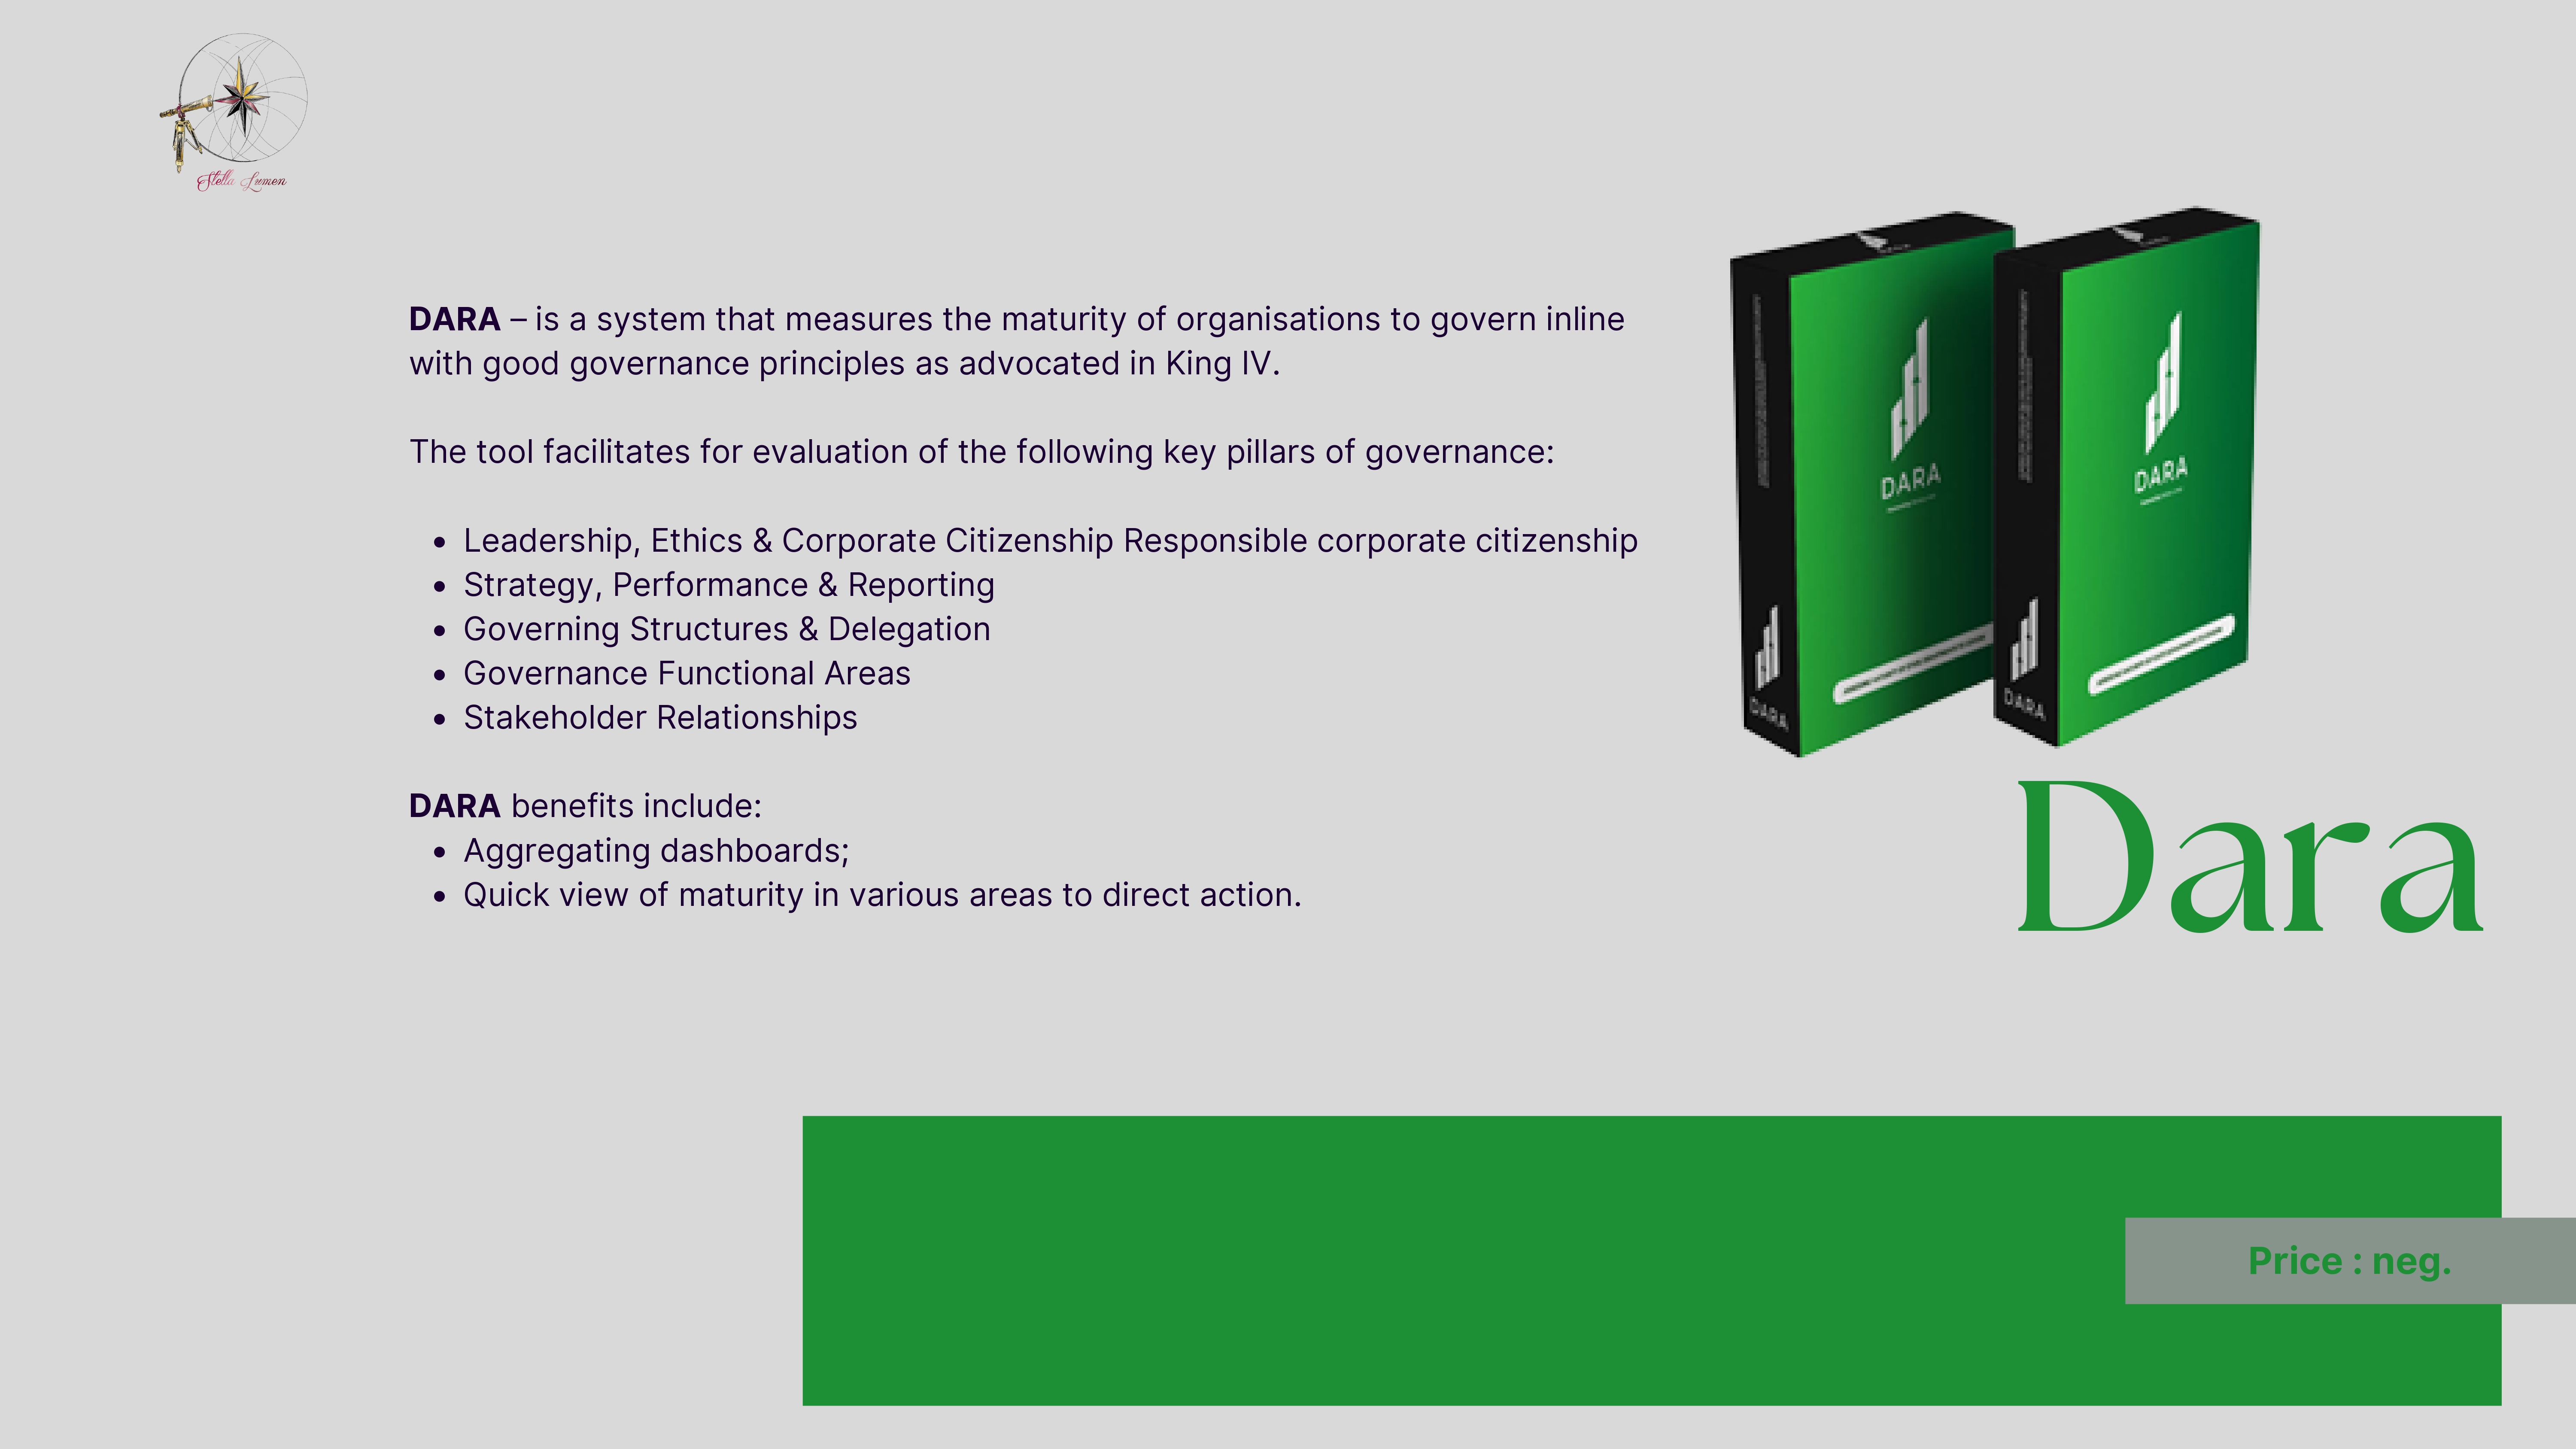 Stella Lumen
DARA – is a system that measures the maturity of organisations to govern inline
with good governance principles as advocated in King IV.
The tool facilitates for evaluation of the following key pillars of governance:
• Leadership, Ethics & Corporate Citizenship Responsible corporate citizenship
• Strategy, Performance & Reporting
• Governing Structures & Delegation
• Governance Functional Areas
• Stakeholder Relationships
DARA benefits include:
• Aggregating dashboards;
• Quick view of maturity in various areas to direct action.
DARA
DARA
DARA
DARA
Dara
Price : neg.